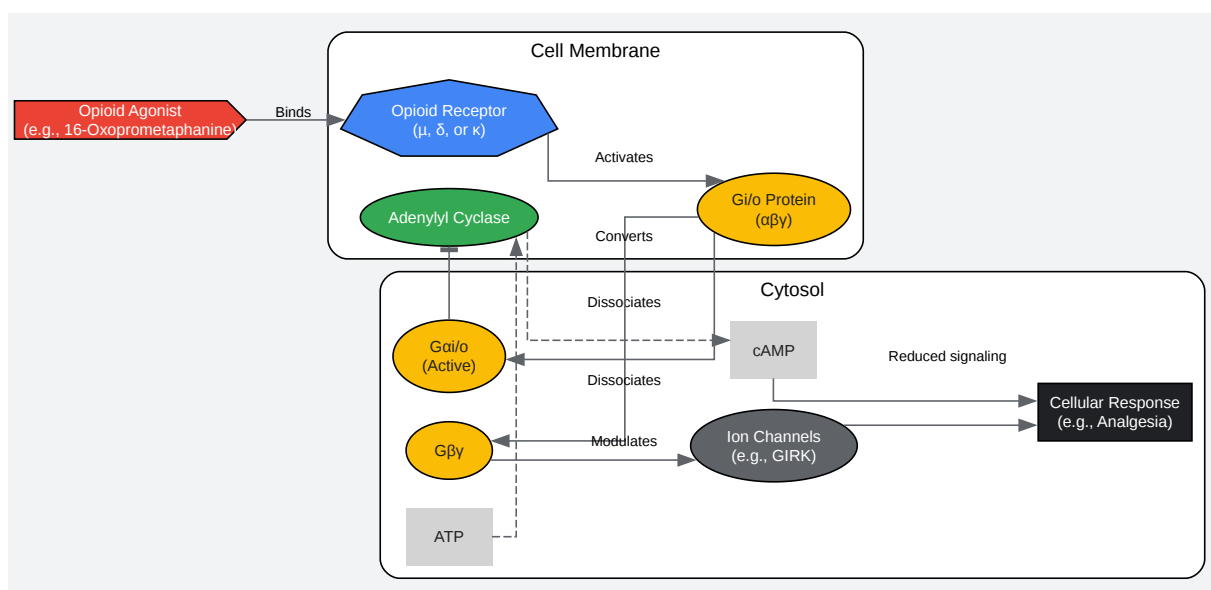 Cell Membrane
Opioid Agonist
(e.g., 16-Oxoprometaphanine)
Binds
Opioid Receptor
(μ, δ, or κ)
Activates
Gi/o Protein
(αβγ)
Adenylyl Cyclase
Converts
Cytosol
Dissociates
Gαi/o
(Active)
cAMP
Reduced signaling
Dissociates
Cellular Response
(e.g., Analgesia)
Gβγ
Modulates
Ion Channels
(e.g., GIRK)
ATP